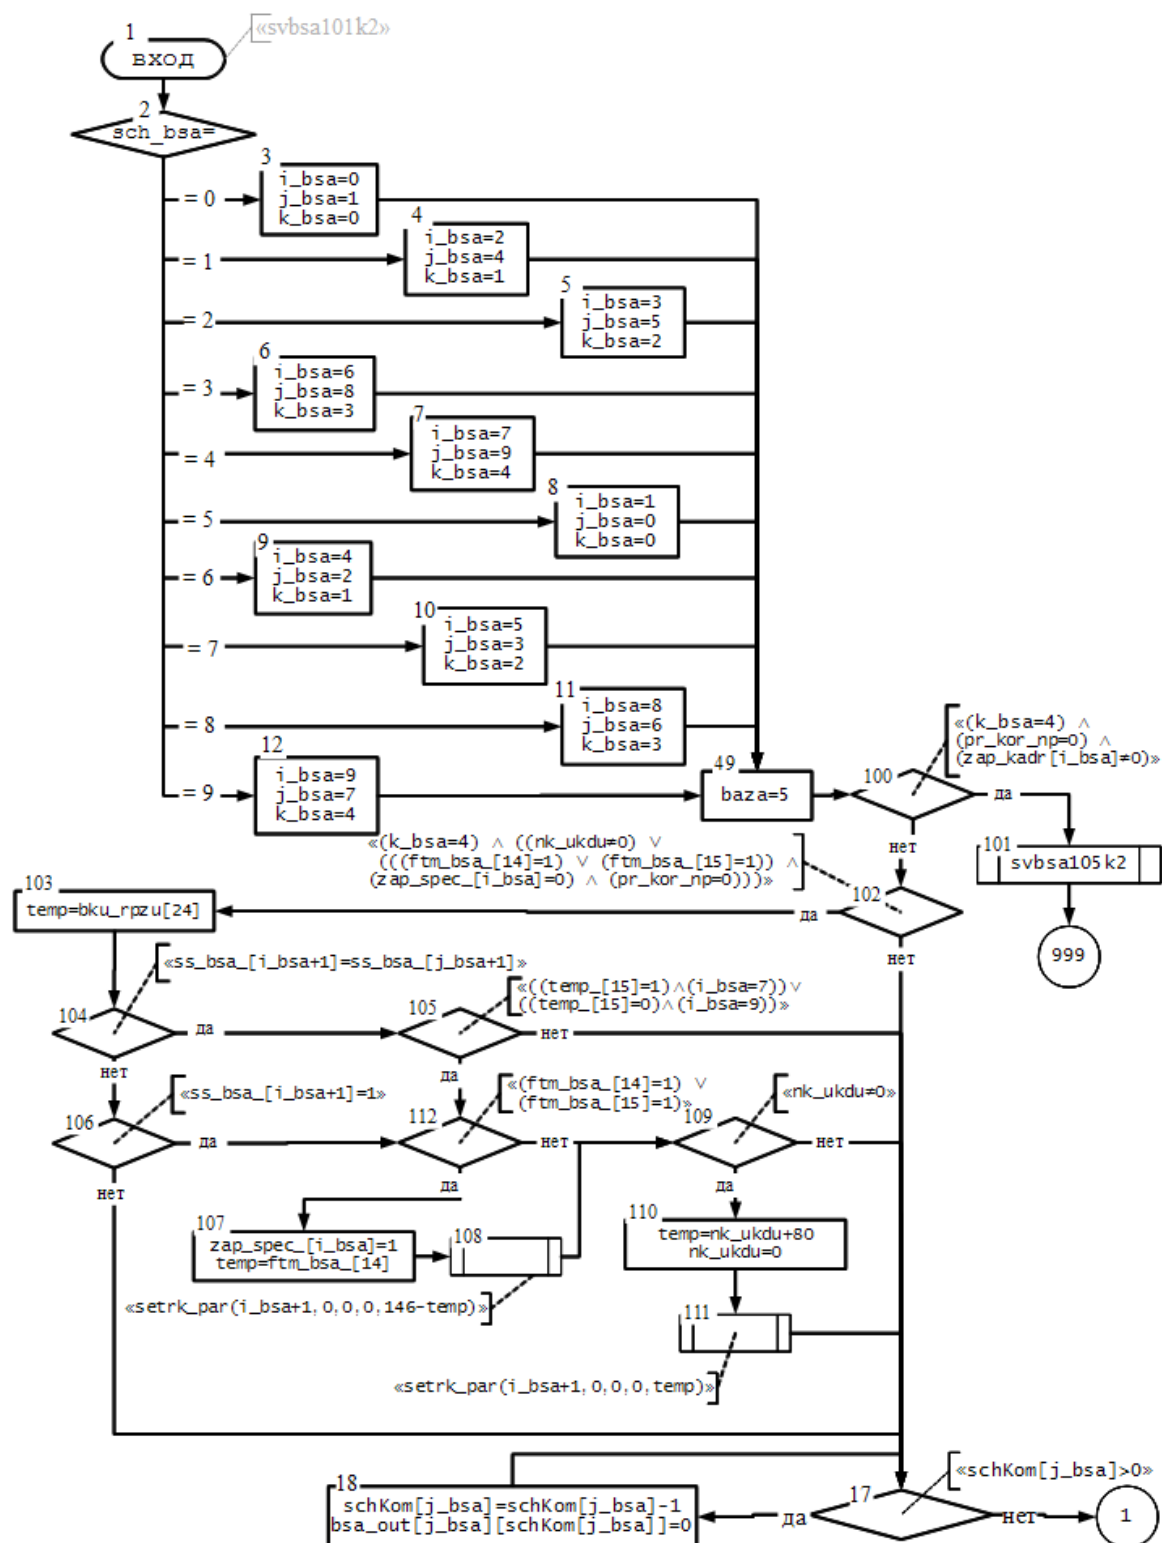 1
«svbsa101k2»
вход
2
sch_bsa=
3
= 0
i_bsa=0
j_bsa=1
k_bsa=0
4
= 1
i_bsa=2
j_bsa=4
k_bsa=1
5
= 2
i_bsa=3
j_bsa=5
k_bsa=2
6
= 3
i_bsa=6
j_bsa=8
k_bsa=3
7
= 4
i_bsa=7
j_bsa=9
k_bsa=4
8
= 5
i_bsa=1
j_bsa=0
k_bsa=0
9
= 6
i_bsa=4
j_bsa=2
k_bsa=1
10
= 7
i_bsa=5
j_bsa=3
k_bsa=2
11
= 8
i_bsa=8
j_bsa=6
k_bsa=3
12
= 9
i_bsa=9
j_bsa=7
k_bsa=4
49
baza=5
«(k_bsa=4) ∧
(pr_kor_np=0) ∧
(zap_kadr[i_bsa]≠0)»
100
да
нет
101
svbsa105k2
999
«(k_bsa=4) ∧ ((nk_ukdu≠0) ∨
(((ftm_bsa_[14]=1) ∨ (ftm_bsa_[15]=1)) ∧
(zap_spec_[i_bsa]=0) ∧ (pr_kor_np=0)))»
102
да
нет
103
temp=bku_rpzu[24]
«ss_bsa_[i_bsa+1]=ss_bsa_[j_bsa+1]»
104
да
нет
«((temp_[15]=1)∧(i_bsa=7))∨
((temp_[15]=0)∧(i_bsa=9))»
105
нет
да
«ss_bsa_[i_bsa+1]=1»
106
да
нет
«(ftm_bsa_[14]=1) ∨
(ftm_bsa_[15]=1)»
112
нет
да
«nk_ukdu≠0»
109
нет
да
107
zap_spec_[i_bsa]=1
temp=ftm_bsa_[14]
108
«setrk_par(i_bsa+1,0,0,0,146-temp)»
110
temp=nk_ukdu+80
nk_ukdu=0
111
«setrk_par(i_bsa+1,0,0,0,temp)»
«schKom[j_bsa]>0»
17
да
нет
1
18
schKom[j_bsa]=schKom[j_bsa]-1
bsa_out[j_bsa][schKom[j_bsa]]=0